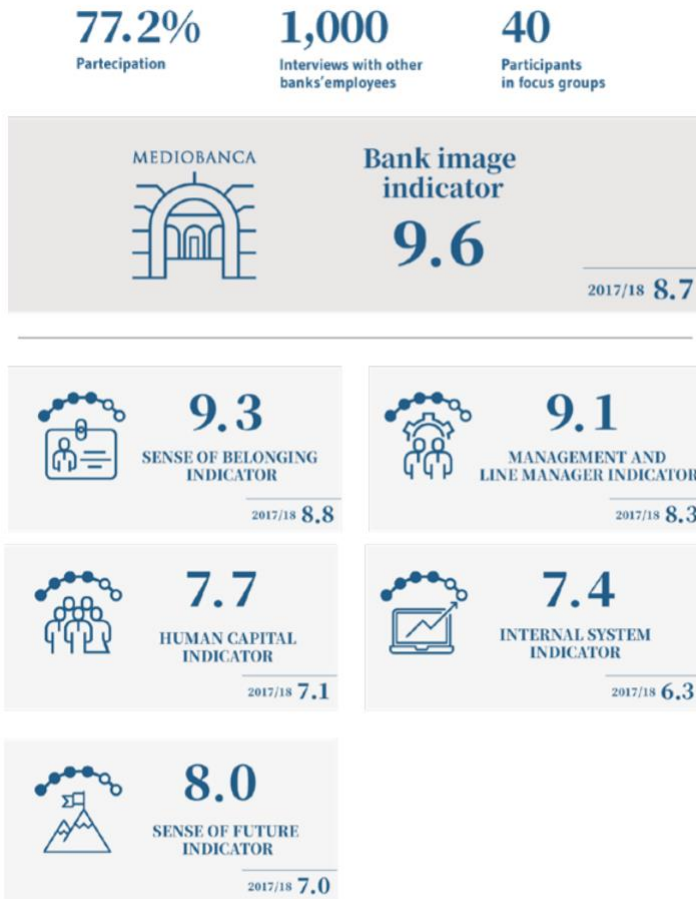 77.2%
Partecipation
1,000
Interviews with other
banks'employees
40
Participants
in focus groups
MEDIOBANCA
Bank image
indicator
9.6
2017/18 8.7
9.3
SENSE OF BELONGING
INDICATOR
2017/18 8.8
9.1
MANAGEMENT AND
LINE MANAGER INDICATOR
2017/18 8.3
7.7
HUMAN CAPITAL
INDICATOR
2017/18 7.1
7.4
INTERNAL SYSTEM
INDICATOR
2017/18 6.3
8.0
SENSE OF FUTURE
INDICATOR
2017/18 7.0